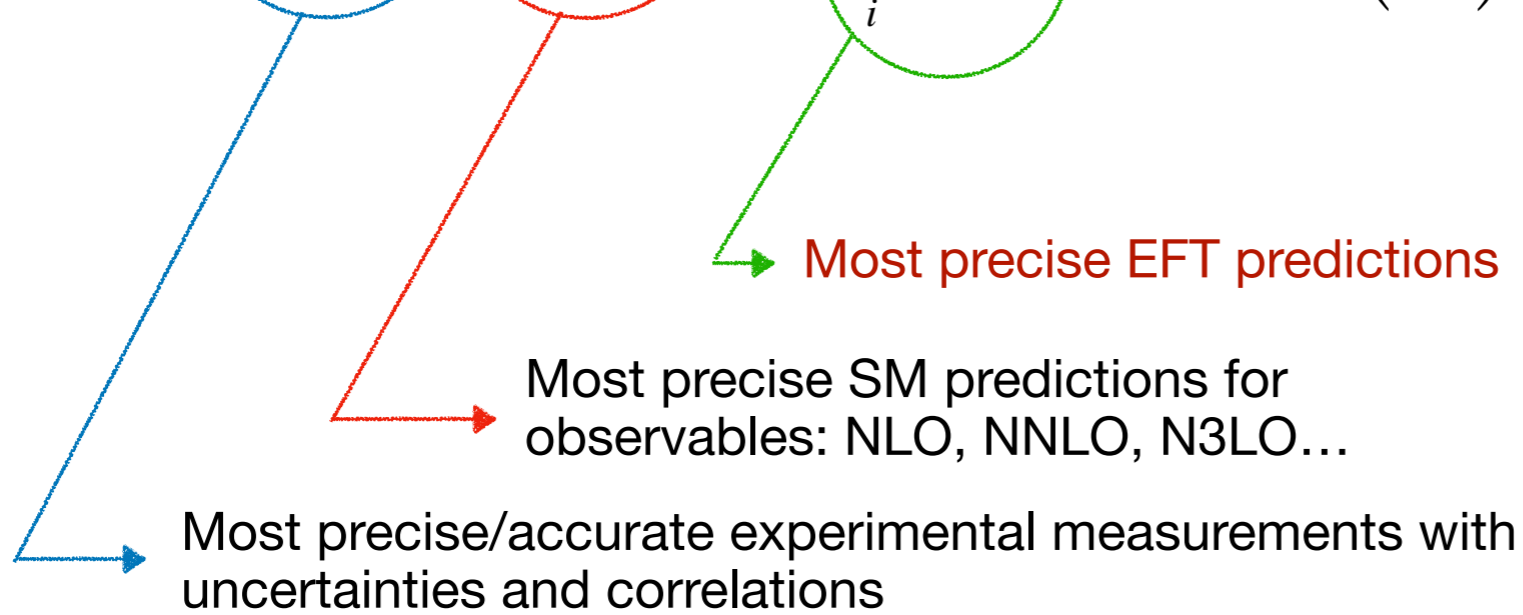 i
Most precise EFT predictions
Most precise SM predictions for
observables: NLO, NNLO, N3LO…
Most precise/accurate experimental measurements with
uncertainties and correlations